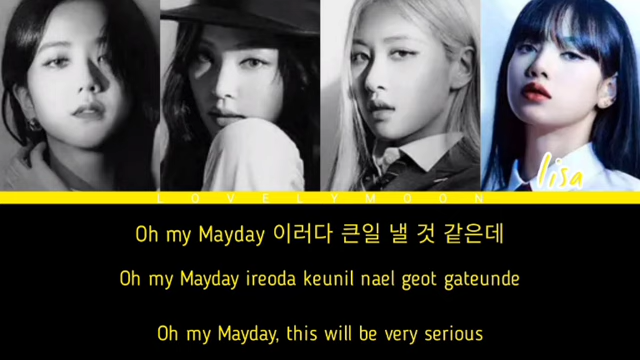 lisa
LOVELYMOON
Oh my Mayday 이러다 큰일 낼 것 같은데
Oh my Mayday ireoda keunil nael geot gateunde
Oh my Mayday, this will be very serious